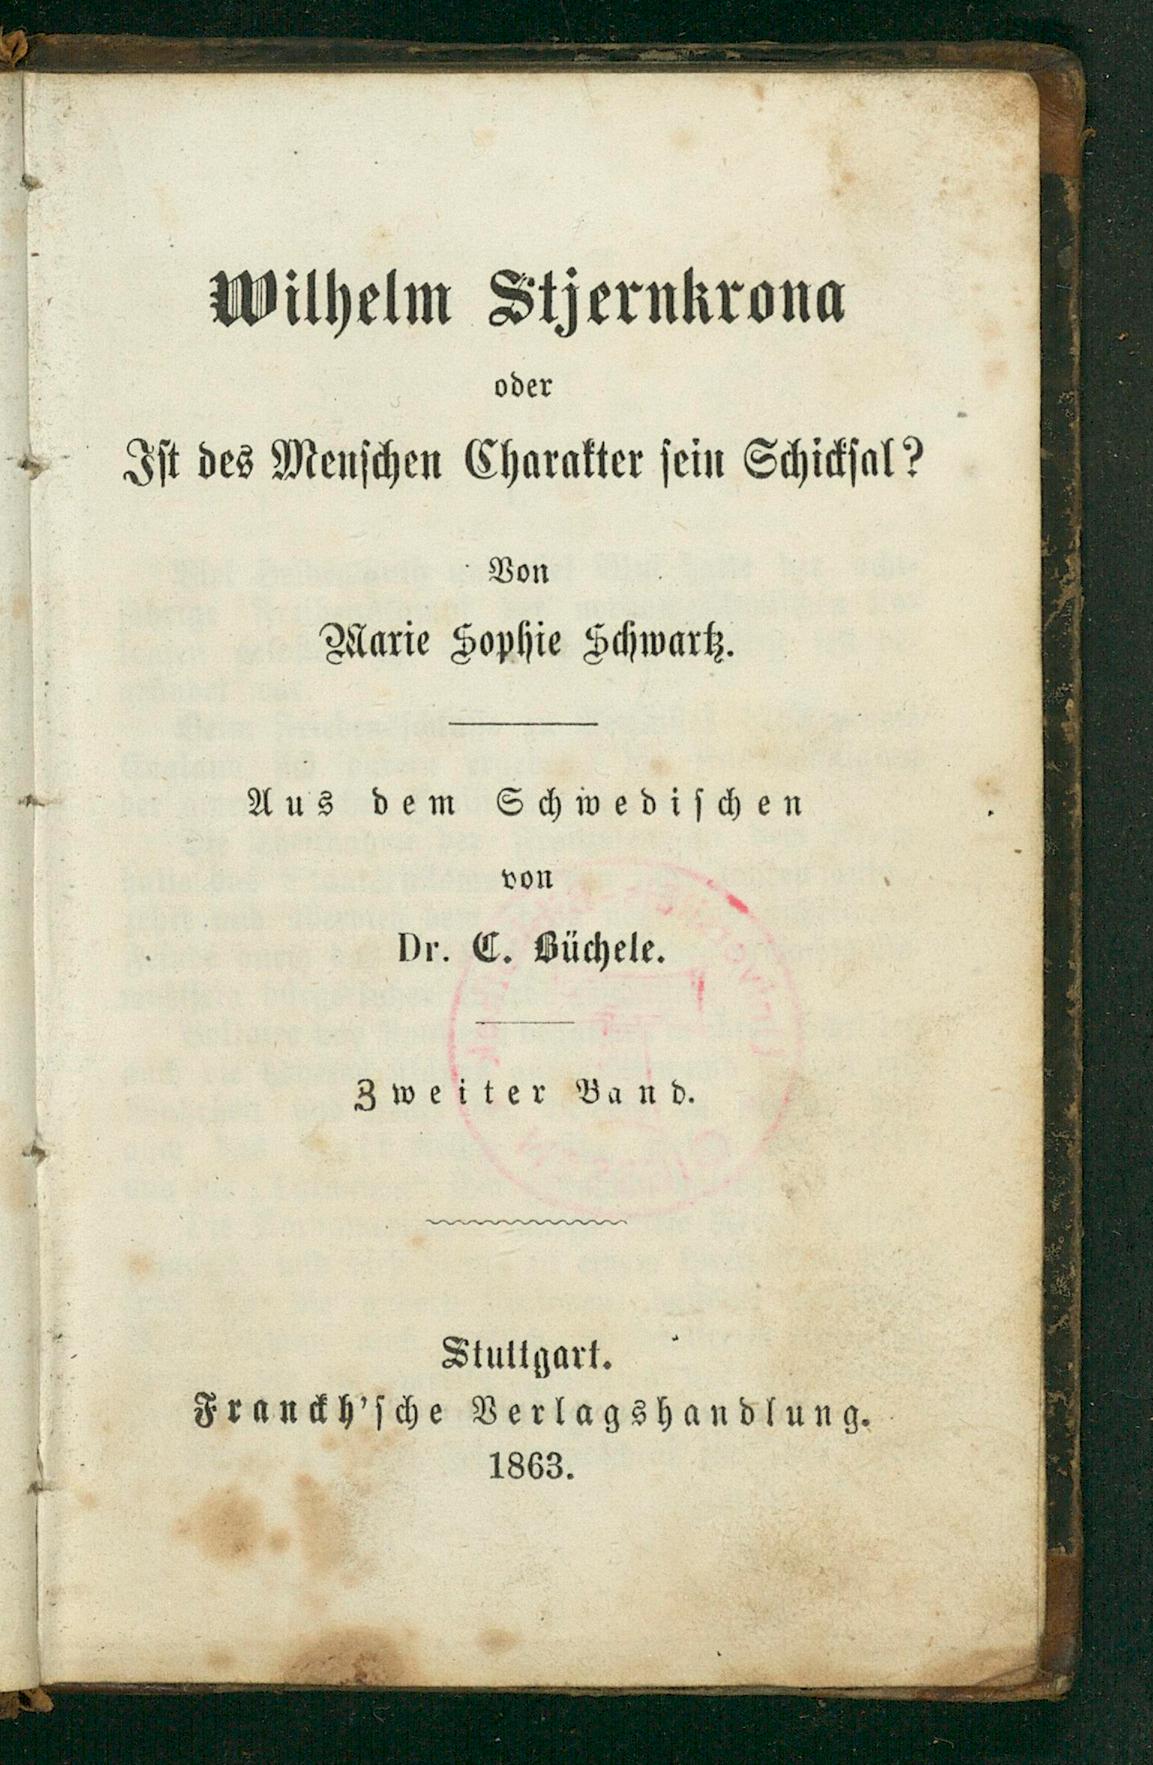 Wilhelm Stjernkrona
oder
Ist des Menschen Charakter sein Schicksal?
Von
Marie Sophie Schwartz.
Aus dem Schwedischen
von
Dr. C. Büchele.
Zweiter Band.
Stuttgart.
Franckh'sche Verlagshandlung.
1863.